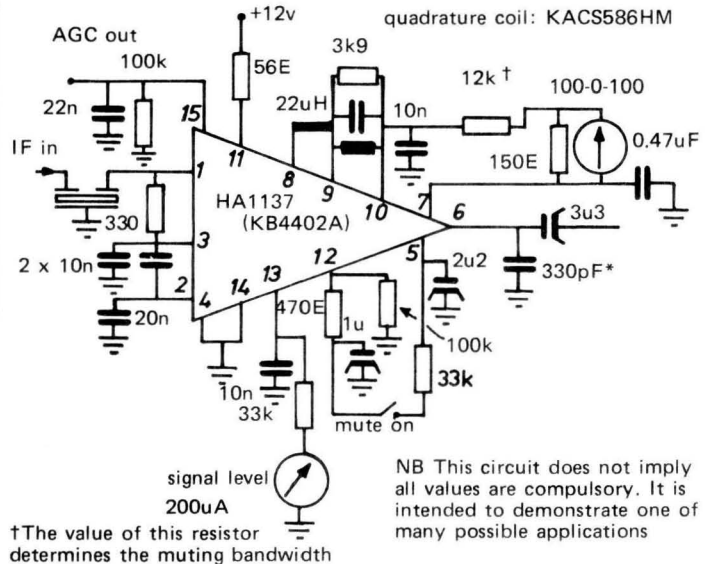 +12v
quadrature coil: KACS586HM
AGC out
3k9
100k
56E
12k †
100-0-100
22uH
10n
22n
15
0.47uF
IF in
11
8
150E
1
9
HA1137
7
10
(KB4402A)
6
330
3
3u3
12
5
2 x 10n
2u2
2
13
330pF*
14
4
470E
20n
1u
100k
10n
33k
33k
mute on
signal level
200uA
NB This circuit does not imply
all values are compulsory. It is
intended to demonstrate one of
many possible applications
†The value of this resistor
determines the muting bandwidth